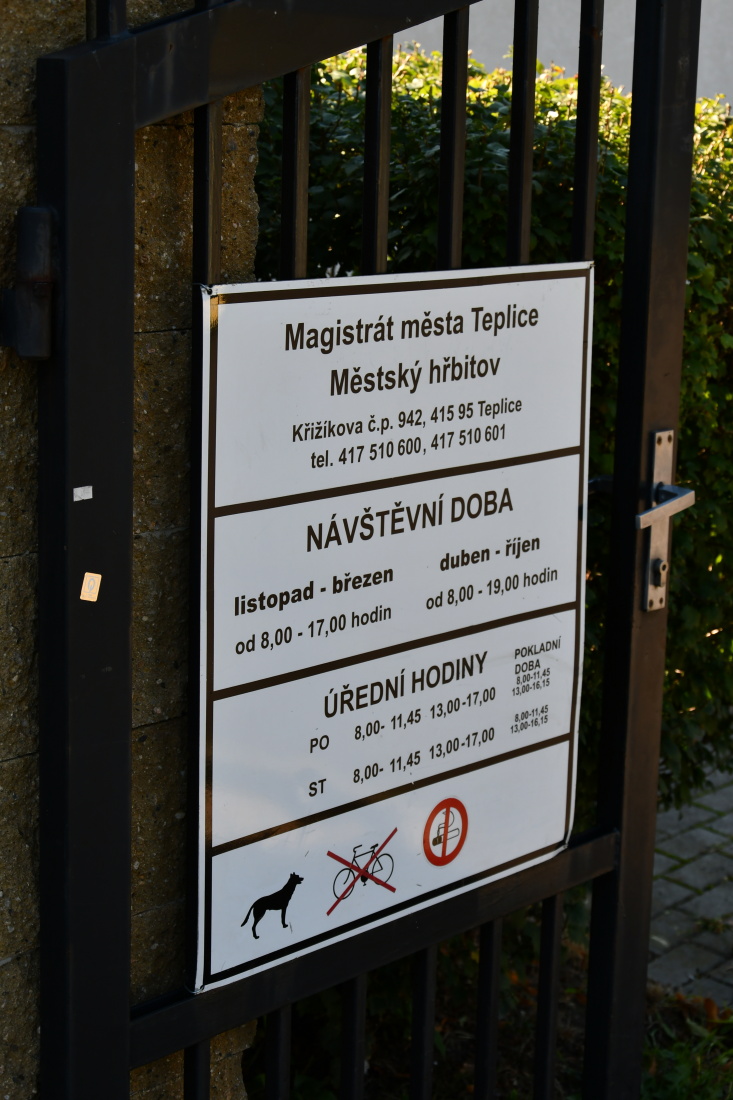 Magistrát města Teplice
Městský hřbitov
Křižíkova č.p. 942, 415 95 Teplice
tel. 417 510 600, 417 510 601
NÁVŠTĚVNÍ DOBA
listopad - březen
od 8,00 - 17,00 hodin
duben - říjen
od 8,00 - 19,00 hodin
ÚŘEDNÍ HODINY
POKLADNÍ
DOBA
PO 8,00- 11,45 13,00-17,00
8,00-11,45
13,00-16,15
ST 8,00- 11,45 13,00-17,00
8,00-11,45
13,00-16,15